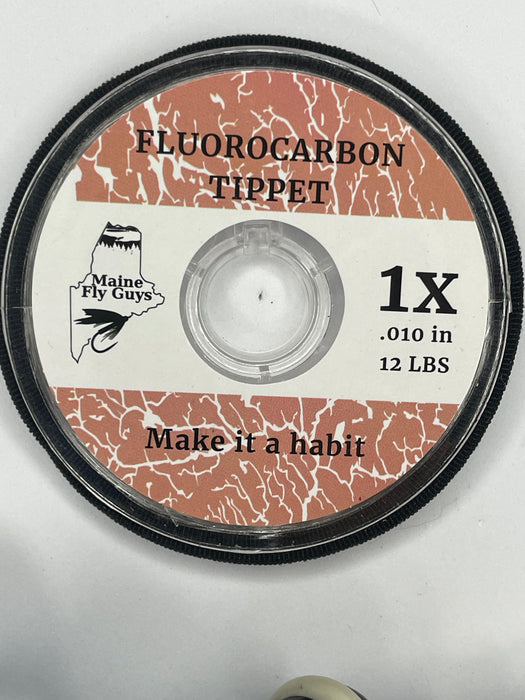 FLUOROCARBON
TIPPET
Maine
Fly Guys
1X
.010 in
12 LBS
Make it a habit